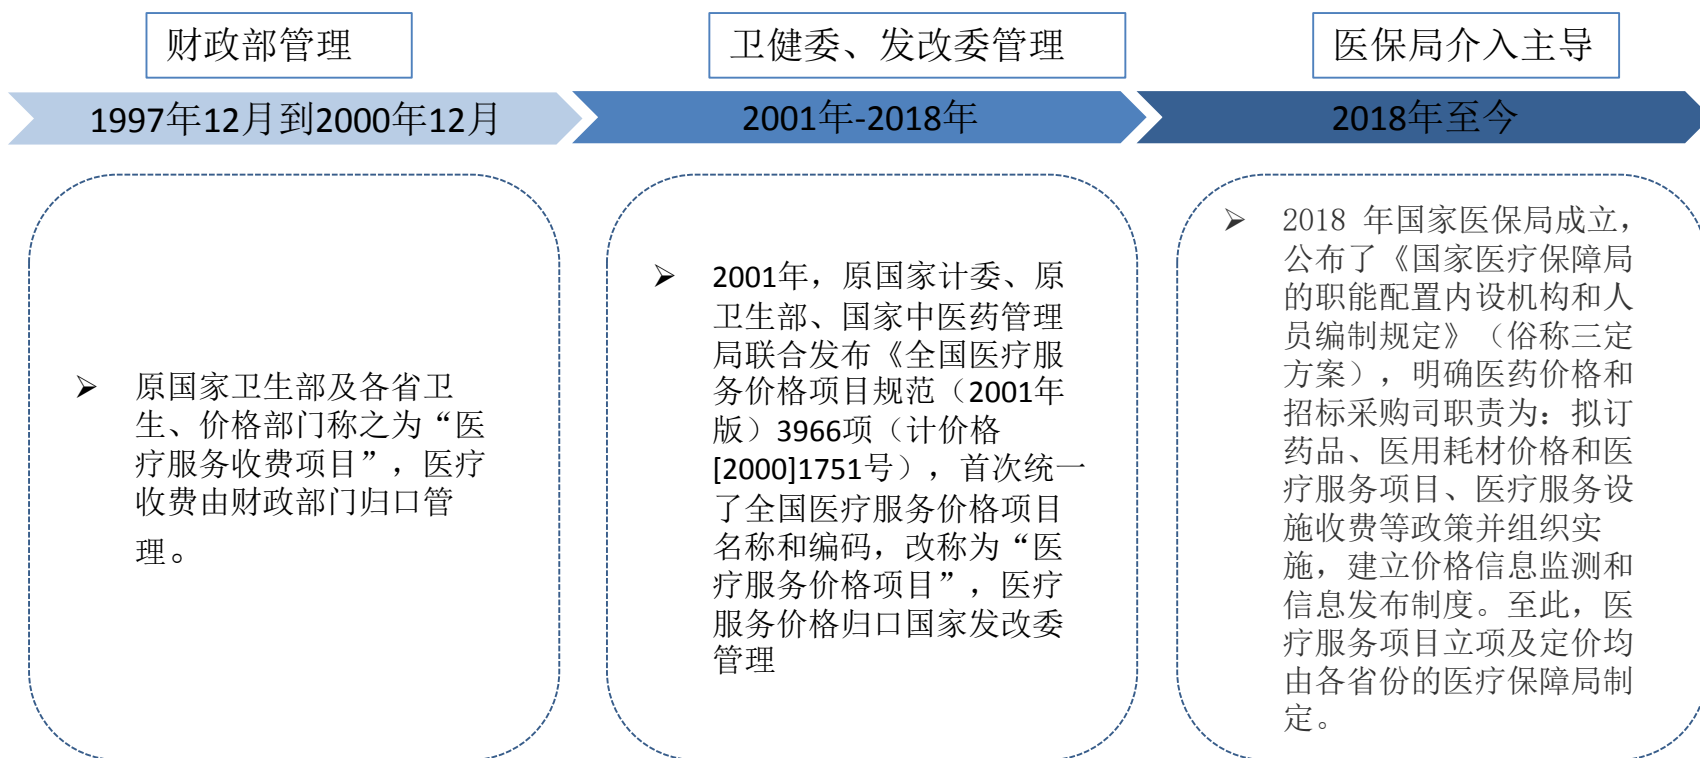 财政部管理
卫健委、发改委管理
医保局介入主导
1997年12月到2000年12月
2001年-2018年
2018年至今
➢ 原国家卫生部及各省卫
生、价格部门称之为“医
疗服务收费项目”，医疗
收费由财政部门归口管
理。
➢ 2001年，原国家计委、原
卫生部、国家中医药管理
局联合发布《全国医疗服
务价格项目规范（2001年
版）3966项（计价格
[2000]1751号），首次统一
了全国医疗服务价格项目
名称和编码，改称为“医
疗服务价格项目”，医疗
服务价格归口国家发改委
管理
➢ 2018 年国家医保局成立，
公布了《国家医疗保障局
的职能配置内设机构和人
员编制规定》（俗称三定
方案），明确医药价格和
招标采购司职责为：拟订
药品、医用耗材价格和医
疗服务项目、医疗服务设
施收费等政策并组织实
施，建立价格信息监测和
信息发布制度。至此，医
疗服务项目立项及定价均
由各省份的医疗保障局制
定。